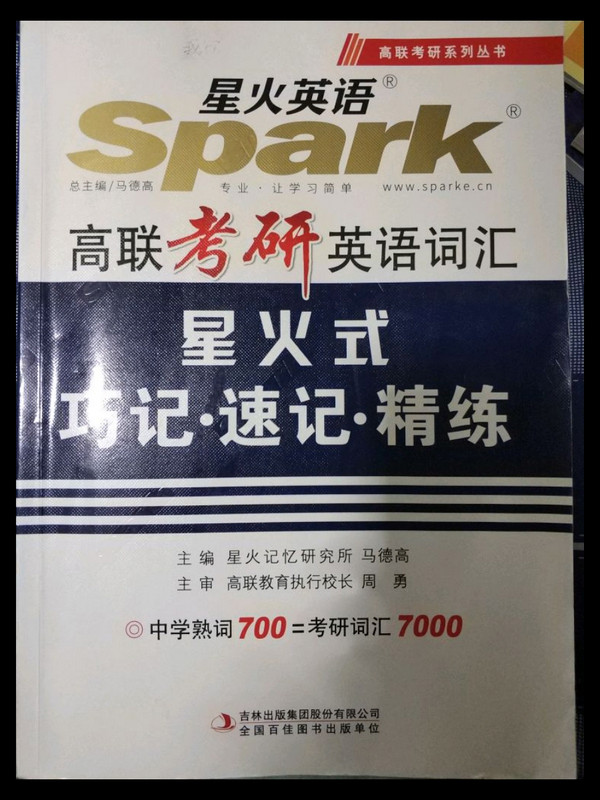 高联考研系列丛书
星火英语®
Spark®
总主编/马德高 专业·让学习简单 www.sparke.cn
高联考研英语词汇
星火式
巧记·速记·精练
主编 星火记忆研究所 马德高
主审 高联教育执行校长 周 勇
◎ 中学熟词700=考研词汇7000
吉林出版集团股份有限公司
全国百佳图书出版单位